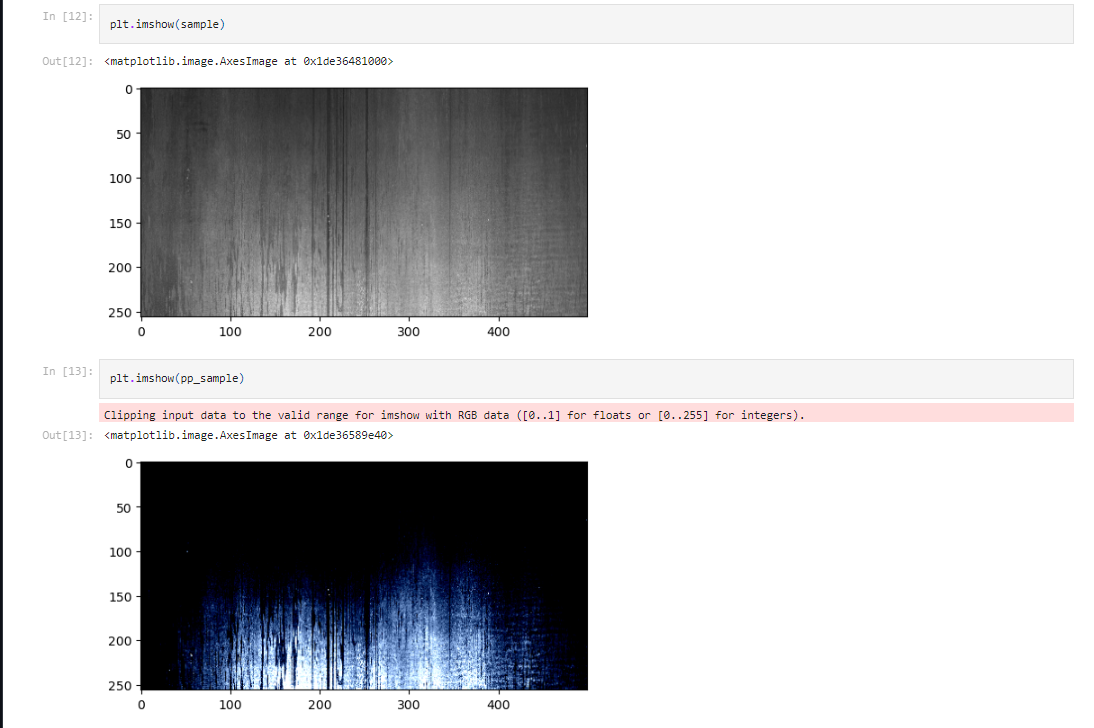 In [12]: plt.imshow(sample)
Out[12]: <matplotlib.image.AxesImage at 0x1de36481000>
0
50
100
150
200
250
0 100 200 300 400
In [13]: plt.imshow(pp_sample)
Clipping input data to the valid range for imshow with RGB data ([0..1] for floats or [0..255] for integers).
Out[13]: <matplotlib.image.AxesImage at 0x1de36589e40>
0
50
100
150
200
250
0 100 200 300 400